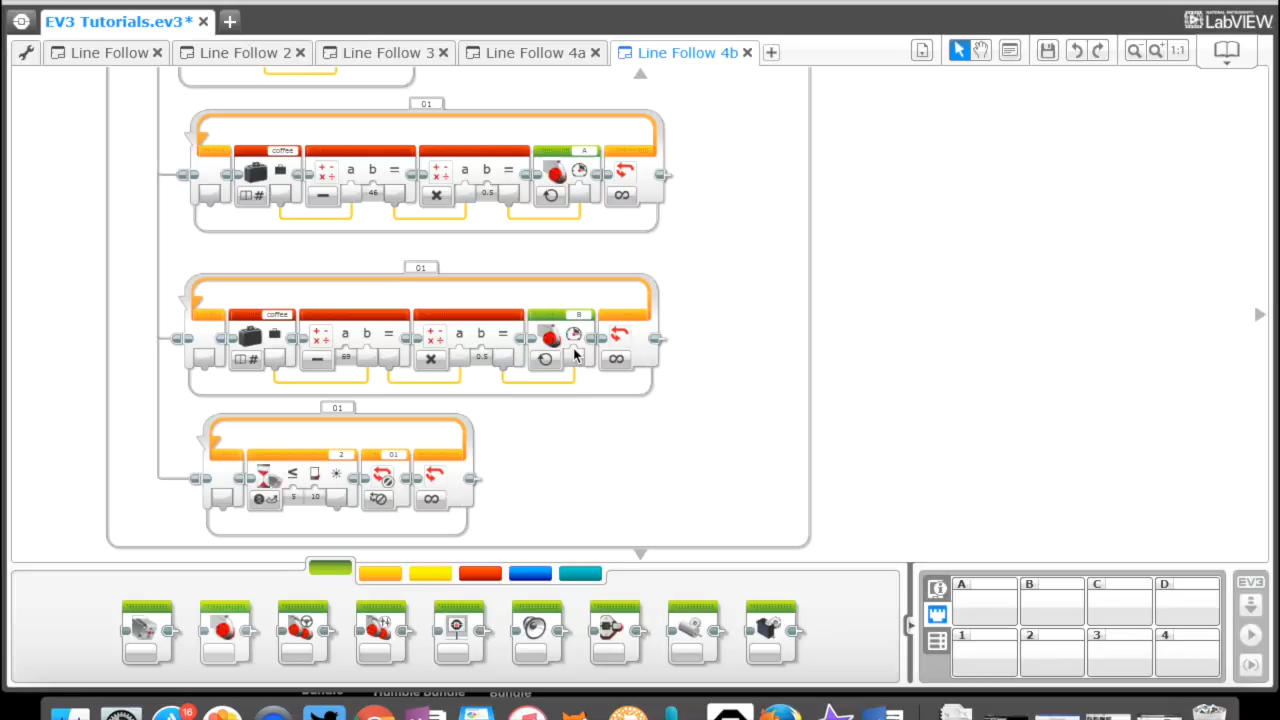 EV3 Tutorials.ev3*
LabVIEW
Line Follow
Line Follow 2
Line Follow 3
Line Follow 4a
Line Follow 4b
1:1
01
coffee
A
a b =
a b =
46
0.5
#
01
coffee
B
a b =
a b =
69
0.5
#
01
2
01
≤
5
10
EV3
A
B
C
D
1
2
3
4
16
Humble Bundle